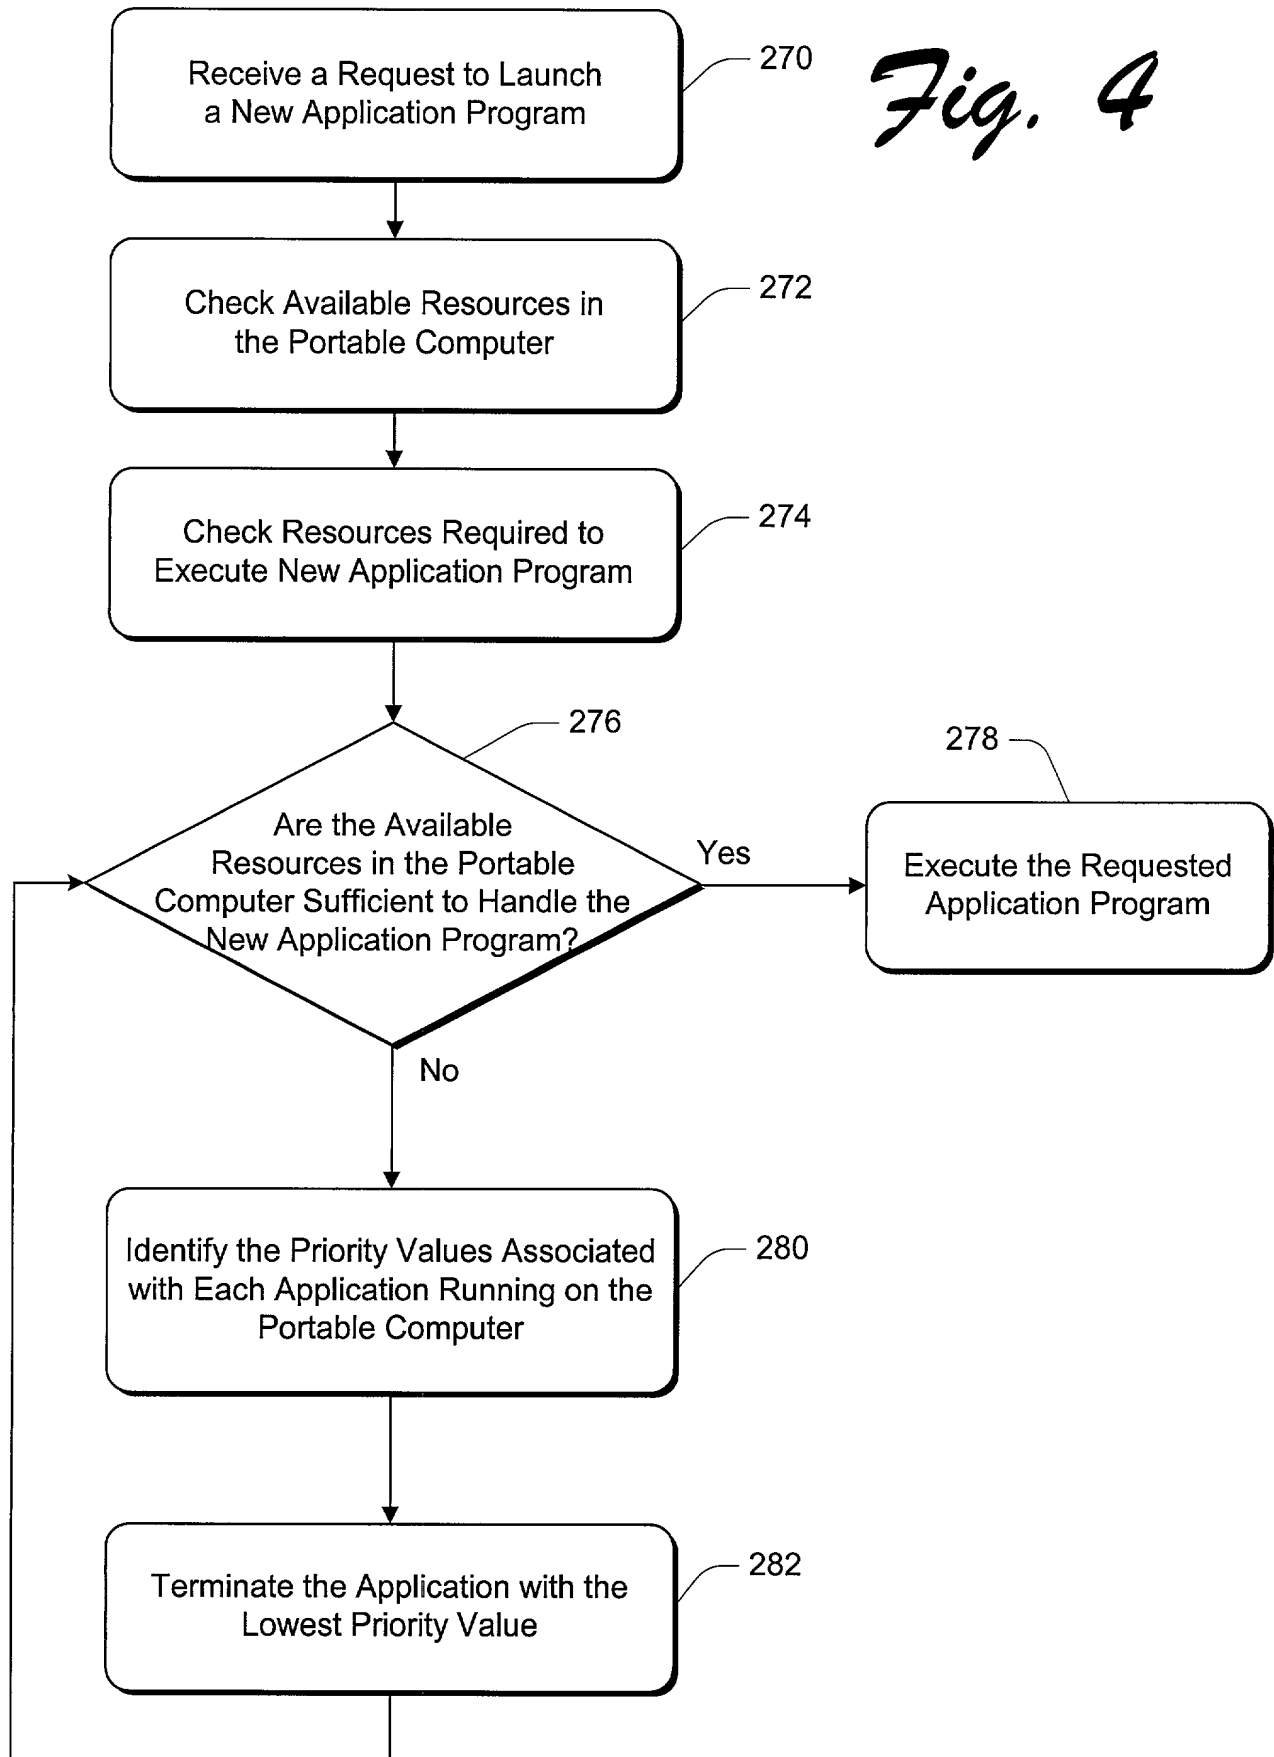 Receive a Request to Launch
a New Application Program
270
Fig. 4
Check Available Resources in
the Portable Computer
272
Check Resources Required to
Execute New Application Program
274
276
Are the Available
Resources in the Portable
Computer Sufficient to Handle the
New Application Program?
Yes
278
Execute the Requested
Application Program
No
Identify the Priority Values Associated
with Each Application Running on the
Portable Computer
280
Terminate the Application with the
Lowest Priority Value
282